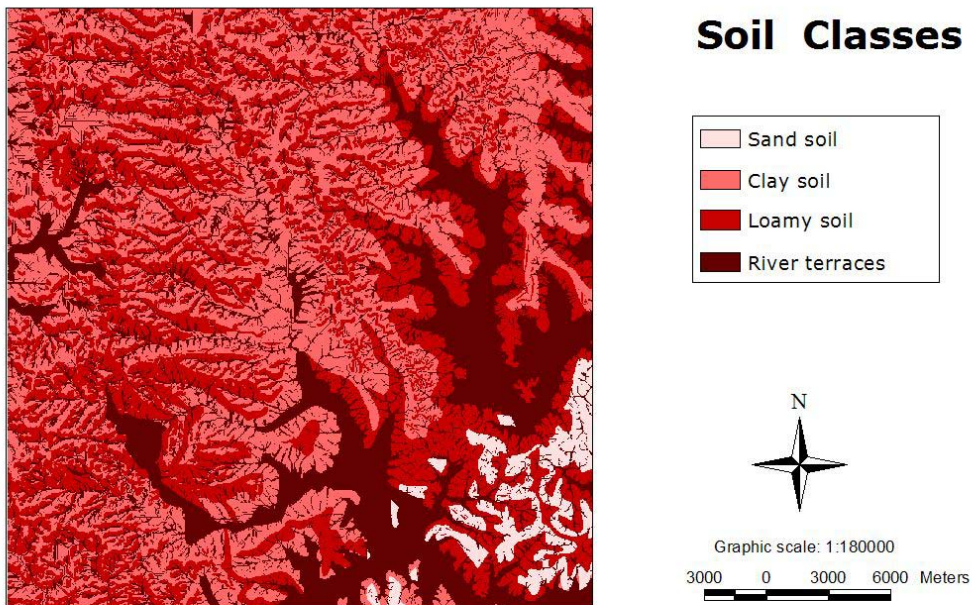 Soil Classes
Sand soil
Clay soil
Loamy soil
River terraces
N
Graphic scale: 1:180000
3000 0 3000 6000 Meters